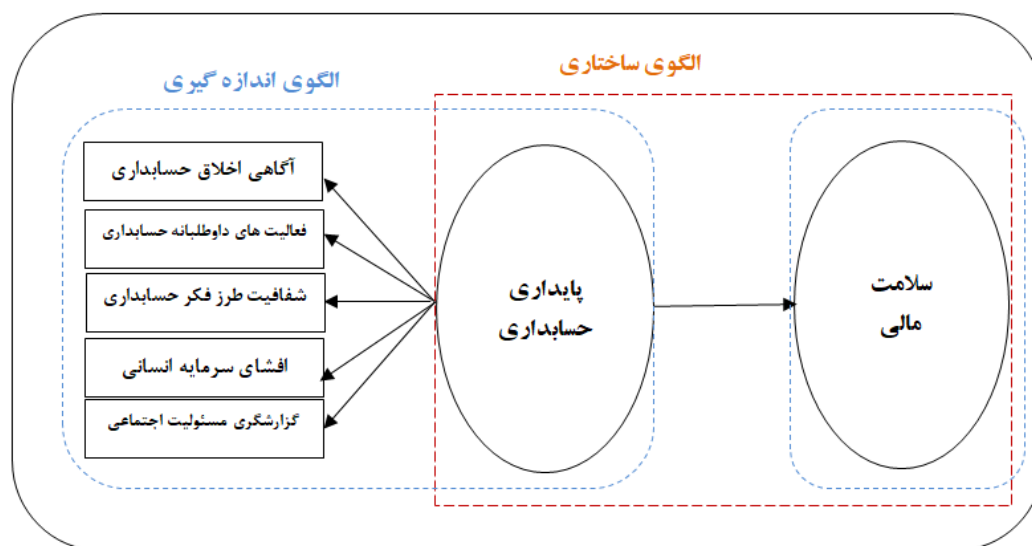 الگوی ساختاری
الگوی اندازه گیری
آگاهی اخلاق حسابداری
فعالیت های داوطلبانه حسابداری
شفافیت طرز فکر حسابداری
افشای سرمایه انسانی
گزارشگری مسئولیت اجتماعی
پایداری
حسابداری
سلامت
مالی